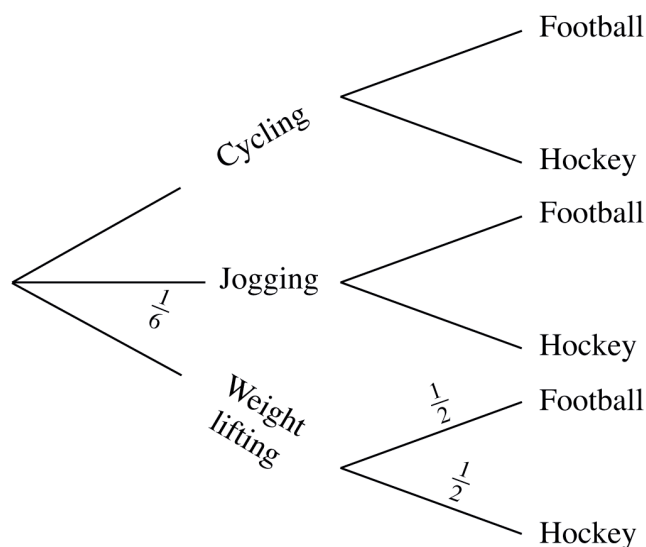 Football
Cycling
Hockey
Football
Jogging
1/6
Hockey
Weight
lifting
1/2
Football
1/2
Hockey